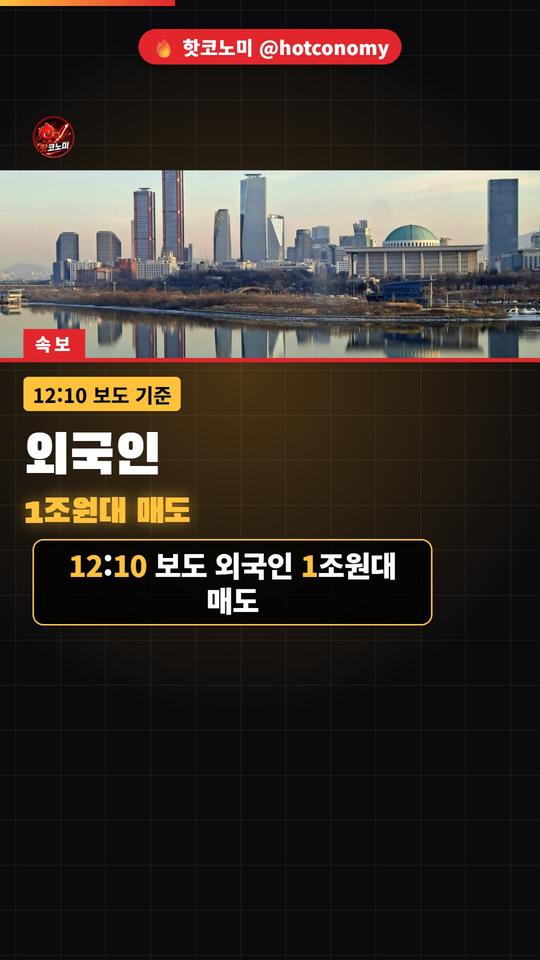 핫코노미 @hotconomy
핫코노미
속보
12:10 보도 기준
외국인
1조원대 매도
12:10 보도 외국인 1조원대
매도